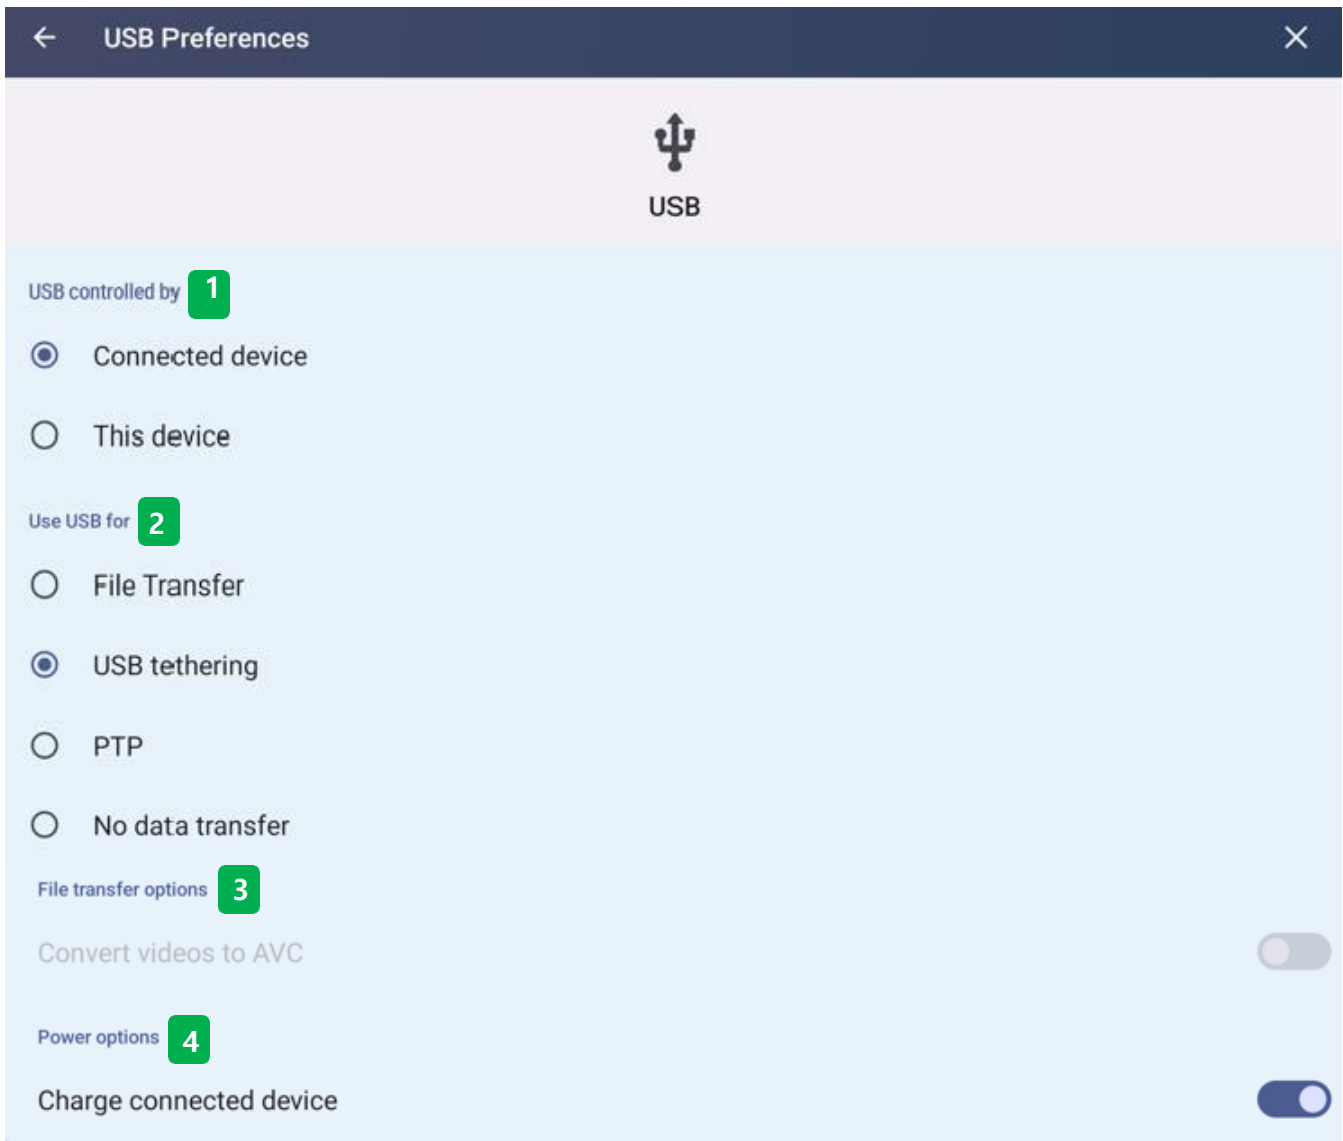 USB Preferences
USB
USB controlled by 1
Connected device
This device
Use USB for 2
File Transfer
USB tethering
PTP
No data transfer
File transfer options 3
Convert videos to AVC
Power options 4
Charge connected device